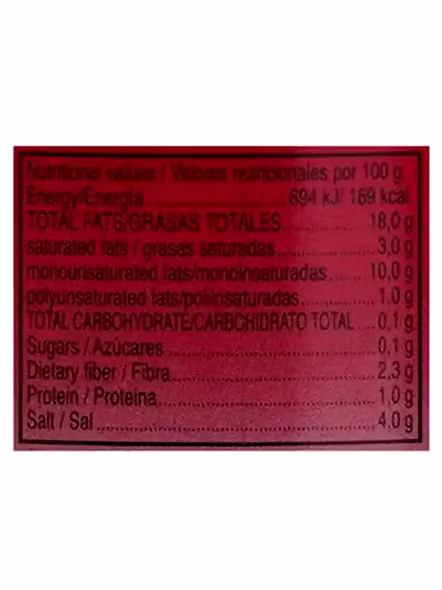 Nutritional values / Valores nutricionales por 100 g
Energy/Energía 694 kJ/ 169 kcal
TOTAL FATS/GRASAS TOTALES 18,0 g
saturated fats / grasas saturadas 3,0 g
monounsaturated fats/monoinsaturadas 10,0 g
polyunsaturated fats/poliinsaturadas 1,0 g
TOTAL CARBOHYDRATE/CARBOHIDRATO TOTAL 0,1 g
Sugars / Azúcares 0,1 g
Dietary fiber / Fibra 2,3 g
Protein / Proteína 1,0 g
Salt / Sal 4,0 g